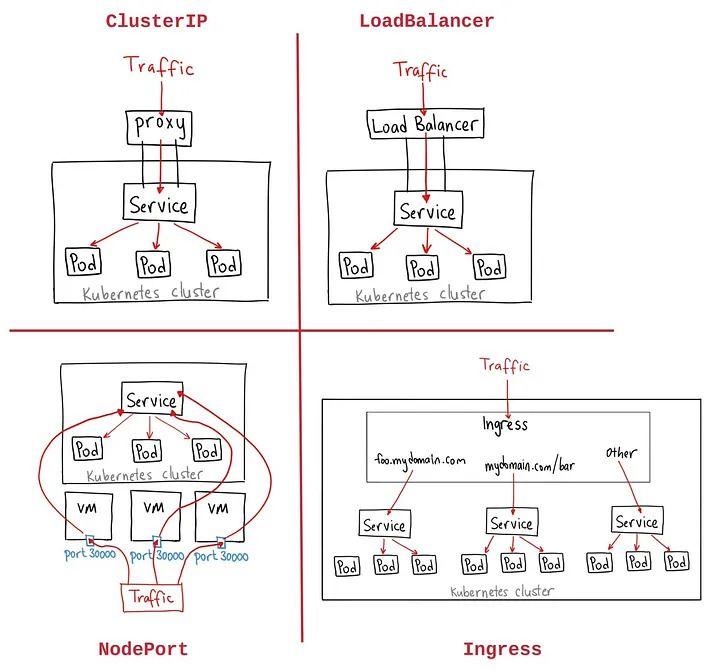 ClusterIP
Traffic
proxy
Service
Pod Pod Pod
Kubernetes cluster
LoadBalancer
Traffic
Load Balancer
Service
Pod Pod Pod
Kubernetes cluster
Service
Pod Pod Pod
Kubernetes cluster
VM VM VM
port 30000 port 30000 port 30000
Traffic
NodePort
Traffic
Ingress
foo.mydomain.com mydomain.com/bar Other
Service Service Service
Pod Pod Pod Pod Pod Pod Pod Pod Pod
Kubernetes cluster
Ingress